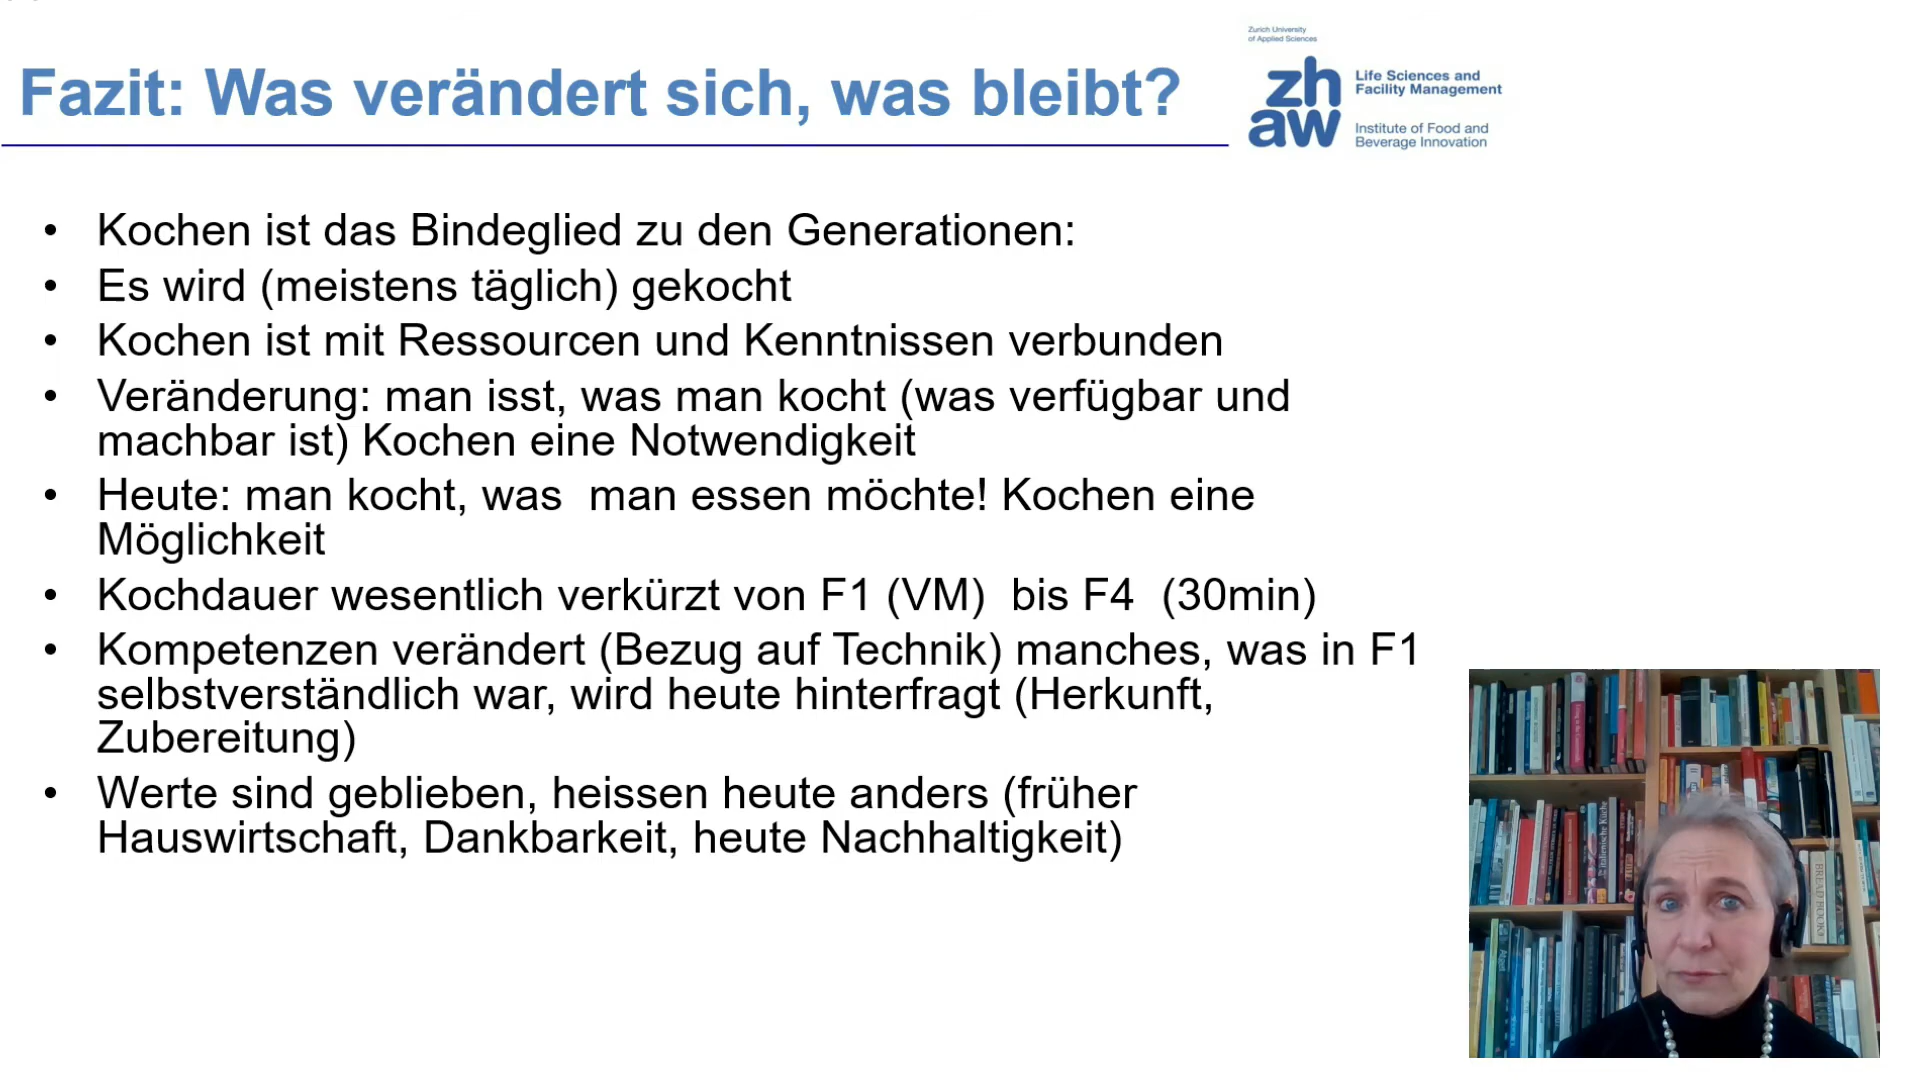 Zurich University
of Applied Sciences
Fazit: Was verändert sich, was bleibt?
zh
aw
Life Sciences and
Facility Management
Institute of Food and
Beverage Innovation
• Kochen ist das Bindeglied zu den Generationen:
• Es wird (meistens täglich) gekocht
• Kochen ist mit Ressourcen und Kenntnissen verbunden
• Veränderung: man isst, was man kocht (was verfügbar und
machbar ist) Kochen eine Notwendigkeit
• Heute: man kocht, was  man essen möchte! Kochen eine
Möglichkeit
• Kochdauer wesentlich verkürzt von F1 (VM)  bis F4  (30min)
• Kompetenzen verändert (Bezug auf Technik) manches, was in F1
selbstverständlich war, wird heute hinterfragt (Herkunft,
Zubereitung)
• Werte sind geblieben, heissen heute anders (früher
Hauswirtschaft, Dankbarkeit, heute Nachhaltigkeit)
italienische Küche
BREAD BOOK